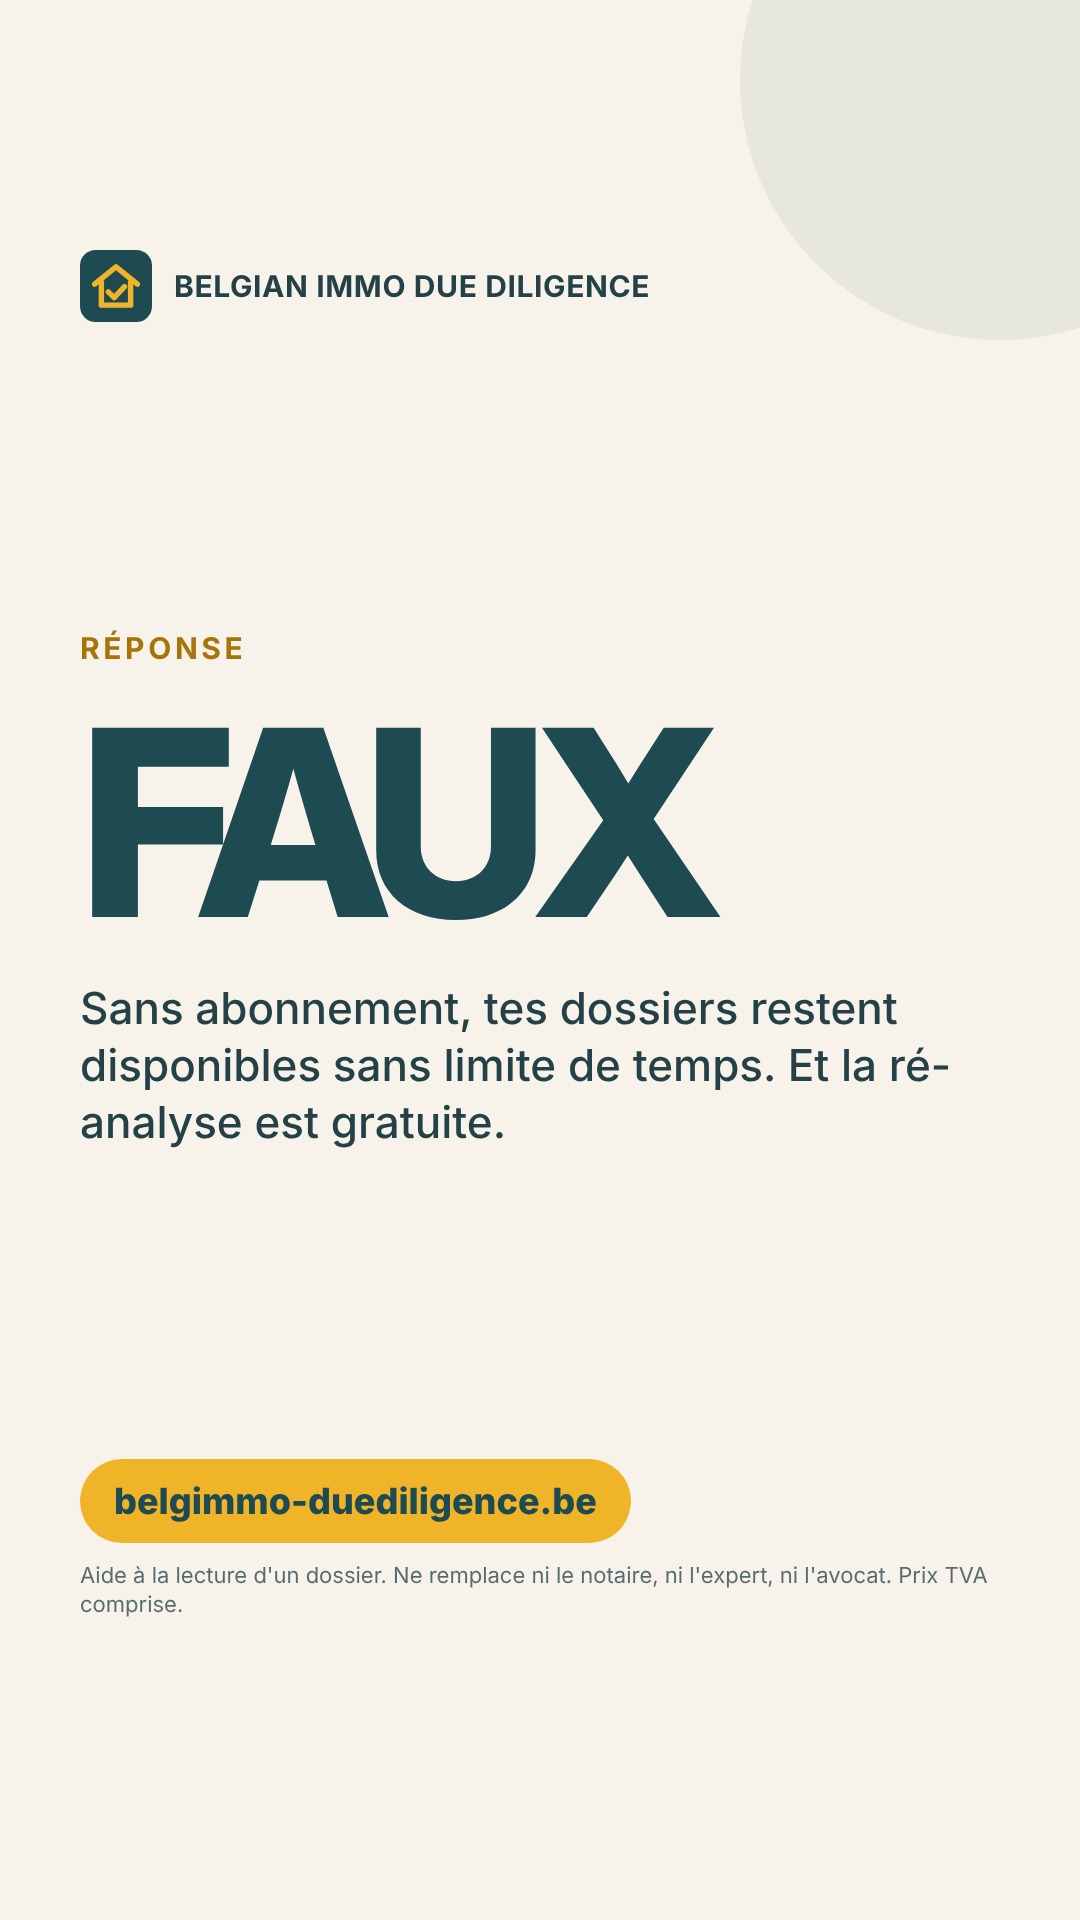 BELGIAN IMMO DUE DILIGENCE
RÉPONSE
FAUX
Sans abonnement, tes dossiers restent
disponibles sans limite de temps. Et la ré-
analyse est gratuite.
belgimmo-duediligence.be
Aide à la lecture d'un dossier. Ne remplace ni le notaire, ni l'expert, ni l'avocat. Prix TVA
comprise.